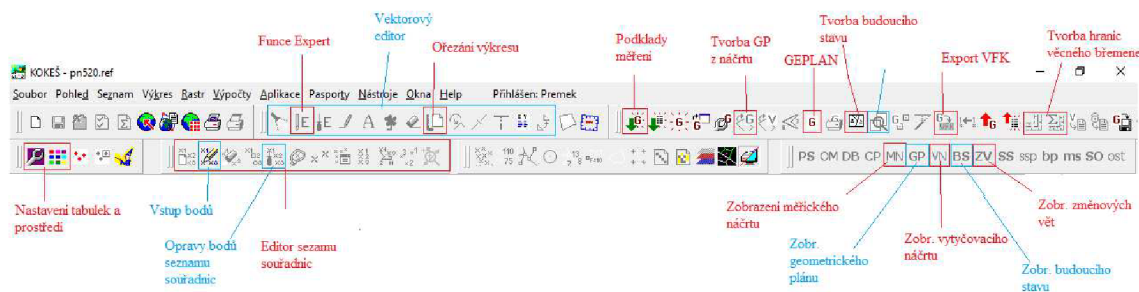 Vektorový
editor
Funce Expert
Ořezání výkresu
Podklady
měření
Tvorba GP
z náčrtu
Tvorba budoucího
stavu
GEPLAN
Export VFK
Tvorba hranic
věcného břemene
KOKEŠ - pn520.ref
Soubor Pohled Seznam Výkres Rastr Výpočty Aplikace Pasporty Nástroje Okna Help Přihlášen: Premek
PS OM DB CP MN GP VN BS ZV SS ssp bp ms SO ost
Nastavení tabulek a
prostředí
Vstup bodů
Opravy bodů
seznamu
souřadnic
Editor sezamu
souřadnic
Zobrazení měřického
náčrtu
Zobr.
geometrického
plánu
Zobr. vytyčovacího
náčrtu
Zobr. změnových
vět
Zobr. budoucího
stavu